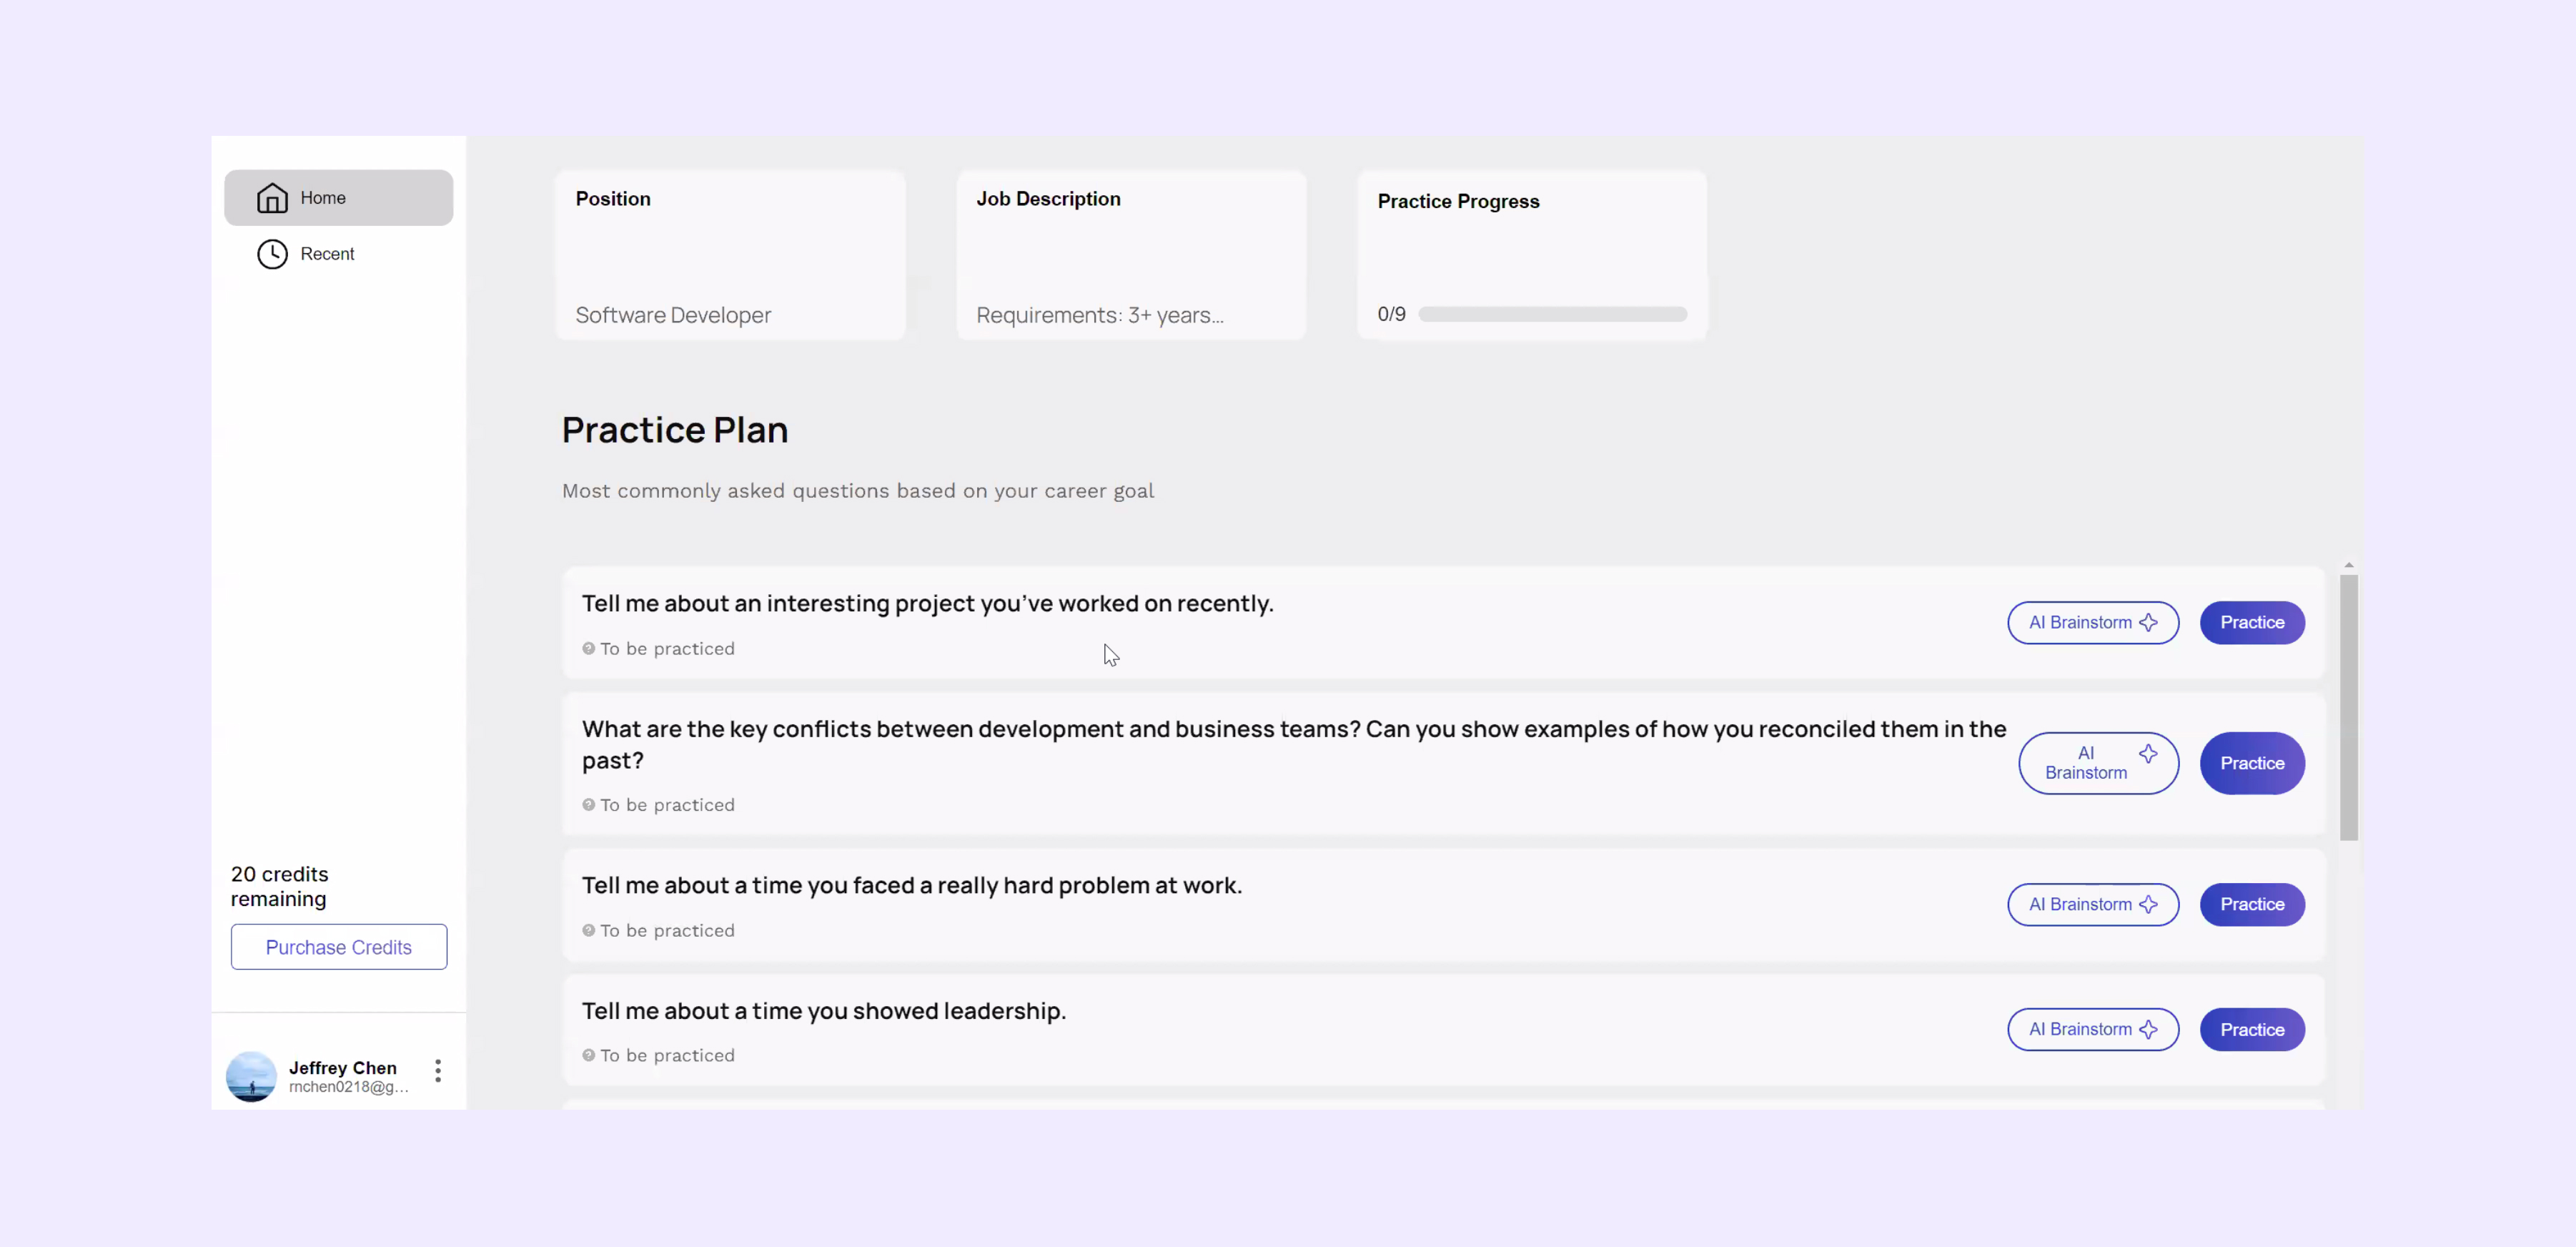 Home
Recent
Position
Software Developer
Job Description
Requirements: 3+ years...
Practice Progress
0/9
Practice Plan
Most commonly asked questions based on your career goal
Tell me about an interesting project you've worked on recently.
To be practiced
AI Brainstorm
Practice
What are the key conflicts between development and business teams? Can you show examples of how you reconciled them in the
past?
To be practiced
AI
Brainstorm
Practice
Tell me about a time you faced a really hard problem at work.
To be practiced
AI Brainstorm
Practice
Tell me about a time you showed leadership.
To be practiced
AI Brainstorm
Practice
20 credits
remaining
Purchase Credits
Jeffrey Chen
rnchen0218@g...